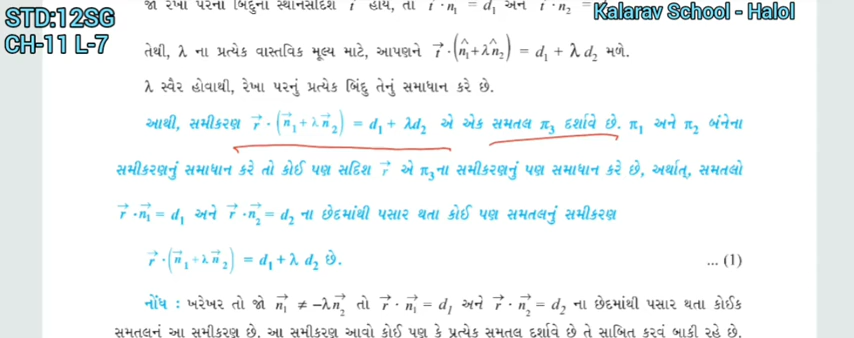 STD:12SG
CH-11 L-7
Kalarav School - Halol
જો રેખા પરના બિંદુનો સ્થાનસદિશ r⃗ હોય, તો r⃗ · n₁ = d₁ અને r⃗ · n₂ =
તેથી, λ ના પ્રત્યેક વાસ્તવિક મૂલ્ય માટે, આપણને r⃗ · (n̂₁ + λn̂₂) = d₁ + λ d₂ મળે.
λ સ્વૈર હોવાથી, રેખા પરનું પ્રત્યેક બિંદુ તેનું સમાધાન કરે છે.
આથી, સમીકરણ r⃗ · (n⃗₁ + λ n⃗₂) = d₁ + λd₂ એ એક સમતલ π₃ દર્શાવે છે. π₁ અને π₂ બંનેના
સમીકરણનું સમાધાન કરે તો કોઈ પણ સદિશ r⃗ એ π₃ના સમીકરણનું પણ સમાધાન કરે છે, અર્થાત્, સમતલો
r⃗ · n⃗₁ = d₁ અને r⃗ · n⃗₂ = d₂ ના છેદમાંથી પસાર થતા કોઈ પણ સમતલનું સમીકરણ
r⃗ · (n⃗₁ + λ n⃗₂) = d₁ + λ d₂ છે. ... (1)
નોંધ : ખરેખર તો જો n⃗₁ ≠ –λn⃗₂ તો r⃗ · n⃗₁ = d₁ અને r⃗ · n⃗₂ = d₂ ના છેદમાંથી પસાર થતા કોઈક
સમતલનું આ સમીકરણ છે. આ સમીકરણ આવો કોઈ પણ કે પ્રત્યેક સમતલ દર્શાવે છે તે સાબિત કરવું બાકી રહે છે.